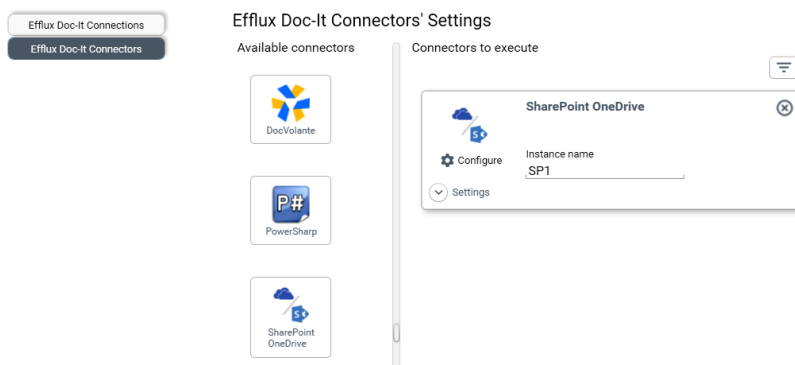 Efflux Doc-It Connections
Efflux Doc-It Connectors
Efflux Doc-It Connectors' Settings
Available connectors
DocVolante
P#
PowerSharp
S
SharePoint
OneDrive
Connectors to execute
SharePoint OneDrive
S
Configure
Instance name
SP1
Settings